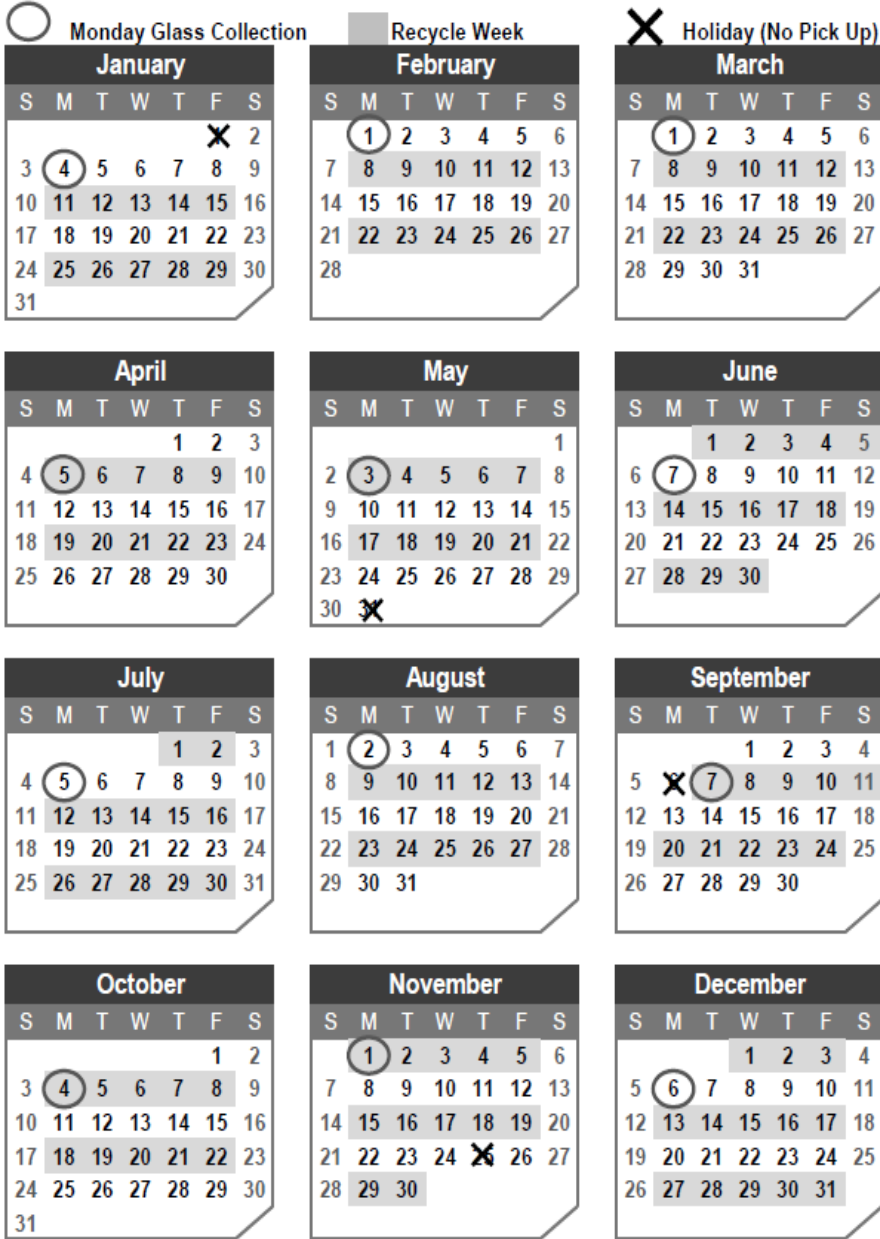 Monday Glass Collection
Recycle Week
Holiday (No Pick Up)
January
S M T W T F S
2
3 4 5 6 7 8 9
10 11 12 13 14 15 16
17 18 19 20 21 22 23
24 25 26 27 28 29 30
31
February
S M T W T F S
1 2 3 4 5 6
7 8 9 10 11 12 13
14 15 16 17 18 19 20
21 22 23 24 25 26 27
28
March
S M T W T F S
1 2 3 4 5 6
7 8 9 10 11 12 13
14 15 16 17 18 19 20
21 22 23 24 25 26 27
28 29 30 31
April
S M T W T F S
1 2 3
4 5 6 7 8 9 10
11 12 13 14 15 16 17
18 19 20 21 22 23 24
25 26 27 28 29 30
May
S M T W T F S
1
2 3 4 5 6 7 8
9 10 11 12 13 14 15
16 17 18 19 20 21 22
23 24 25 26 27 28 29
30
June
S M T W T F S
1 2 3 4 5
6 7 8 9 10 11 12
13 14 15 16 17 18 19
20 21 22 23 24 25 26
27 28 29 30
July
S M T W T F S
1 2 3
4 5 6 7 8 9 10
11 12 13 14 15 16 17
18 19 20 21 22 23 24
25 26 27 28 29 30 31
August
S M T W T F S
1 2 3 4 5 6 7
8 9 10 11 12 13 14
15 16 17 18 19 20 21
22 23 24 25 26 27 28
29 30 31
September
S M T W T F S
1 2 3 4
5 7 8 9 10 11
12 13 14 15 16 17 18
19 20 21 22 23 24 25
26 27 28 29 30
October
S M T W T F S
1 2
3 4 5 6 7 8 9
10 11 12 13 14 15 16
17 18 19 20 21 22 23
24 25 26 27 28 29 30
31
November
S M T W T F S
1 2 3 4 5 6
7 8 9 10 11 12 13
14 15 16 17 18 19 20
21 22 23 24 26 27
28 29 30
December
S M T W T F S
1 2 3 4
5 6 7 8 9 10 11
12 13 14 15 16 17 18
19 20 21 22 23 24 25
26 27 28 29 30 31